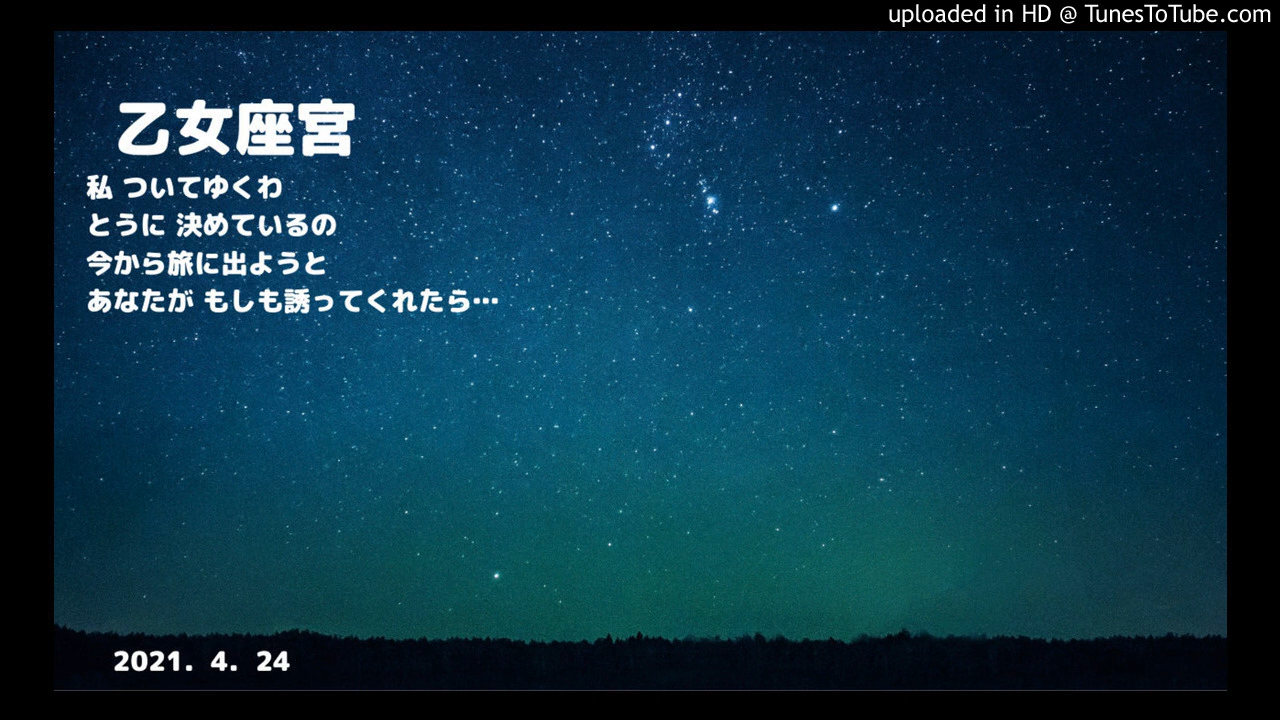 uploaded in HD @ TunesToTube.com
乙女座宮
私 ついてゆくわ
とうに 決めているの
今から旅に出ようと
あなたが もしも誘ってくれたら…
2021. 4. 24